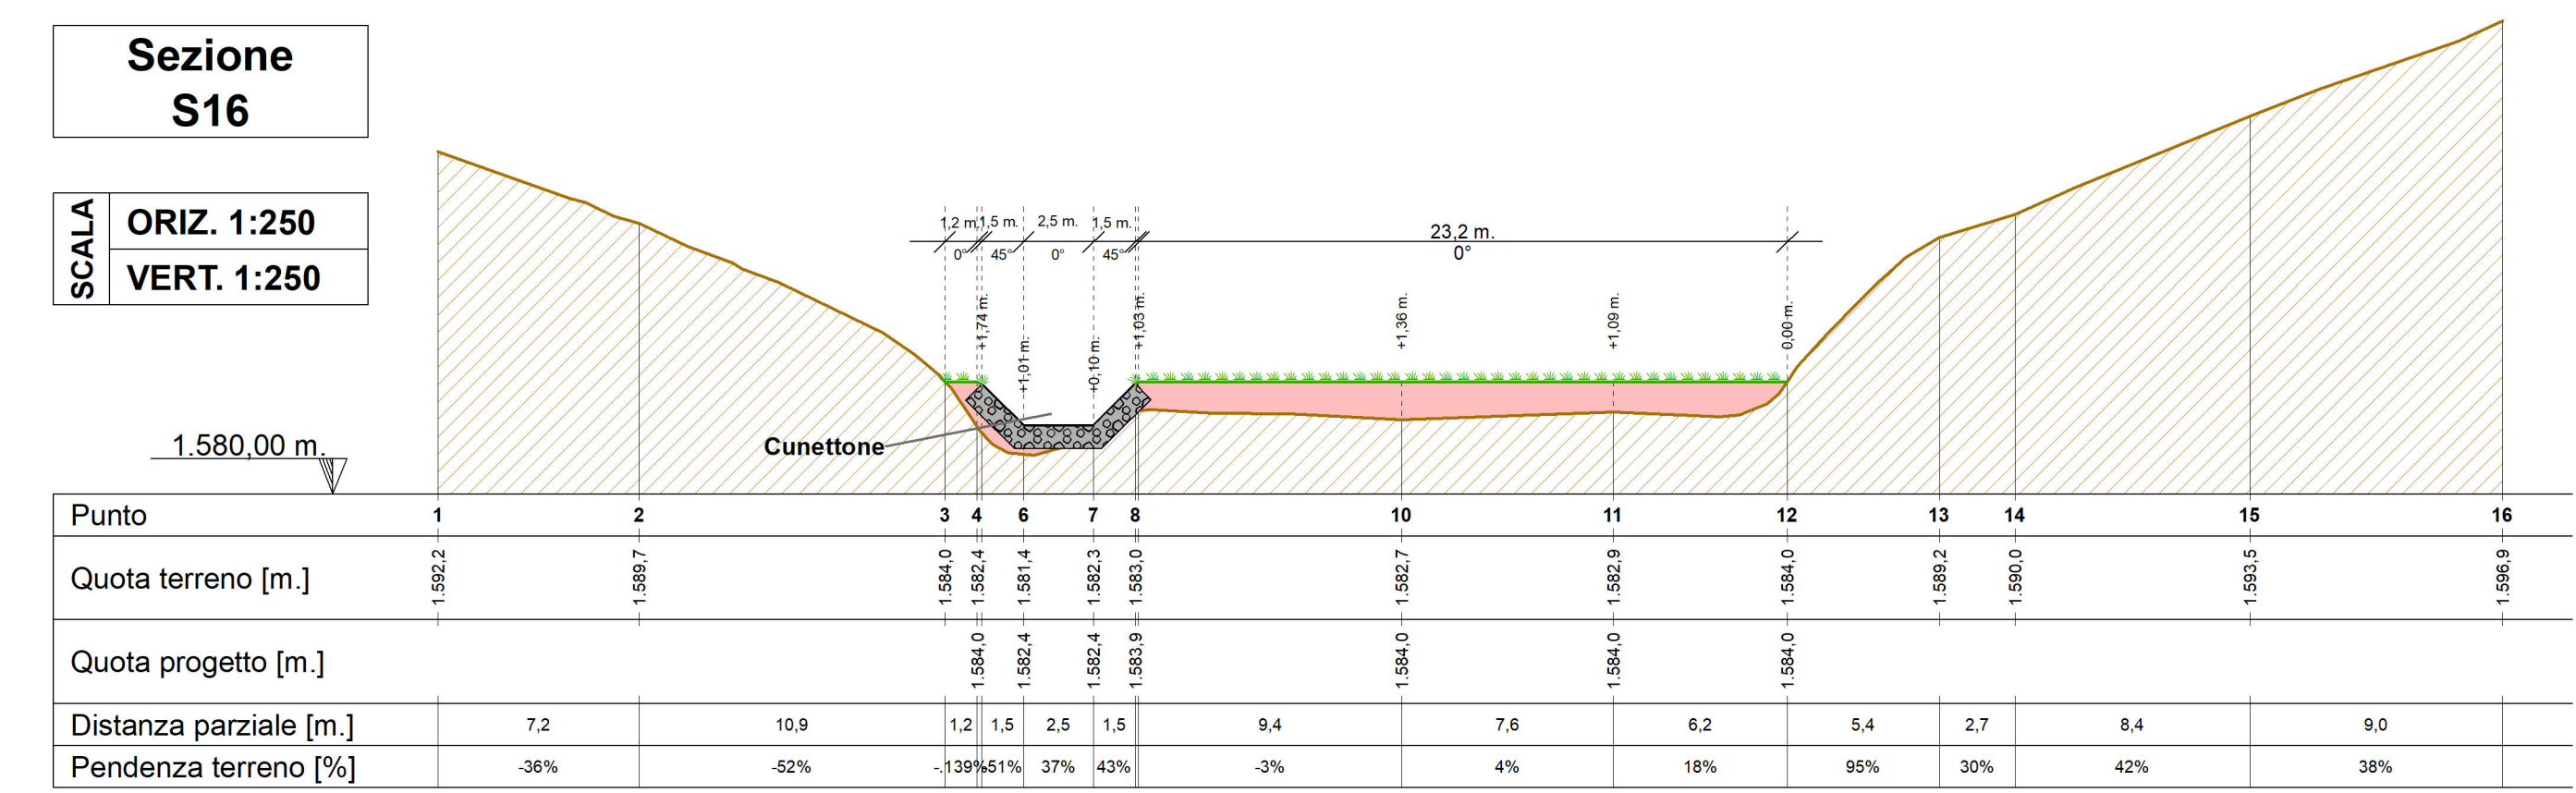 Sezione
S16
SCALA
ORIZ. 1:250
VERT. 1:250
1,2 m. 1,5 m. 2,5 m. 1,5 m. 23,2 m.
0° 45° 0° 45° 0°
+1,74 m. +1,01 m. +0,10 m. +1,03 m. +1,36 m. +1,09 m. 0,00 m.
Cunettone
1.580,00 m.
Punto 1 2 3 4 6 7 8 10 11 12 13 14 15 16
Quota terreno [m.] 1.592,2 1.589,7 1.584,0 1.582,4 1.581,4 1.582,3 1.583,0 1.582,7 1.582,9 1.584,0 1.589,2 1.590,0 1.593,5 1.596,9
Quota progetto [m.] 1.584,0 1.582,4 1.582,4 1.583,9 1.584,0 1.584,0 1.584,0
Distanza parziale [m.] 7,2 10,9 1,2 1,5 2,5 1,5 9,4 7,6 6,2 5,4 2,7 8,4 9,0
Pendenza terreno [%] -36% -52% -.139% -51% 37% 43% -3% 4% 18% 95% 30% 42% 38%